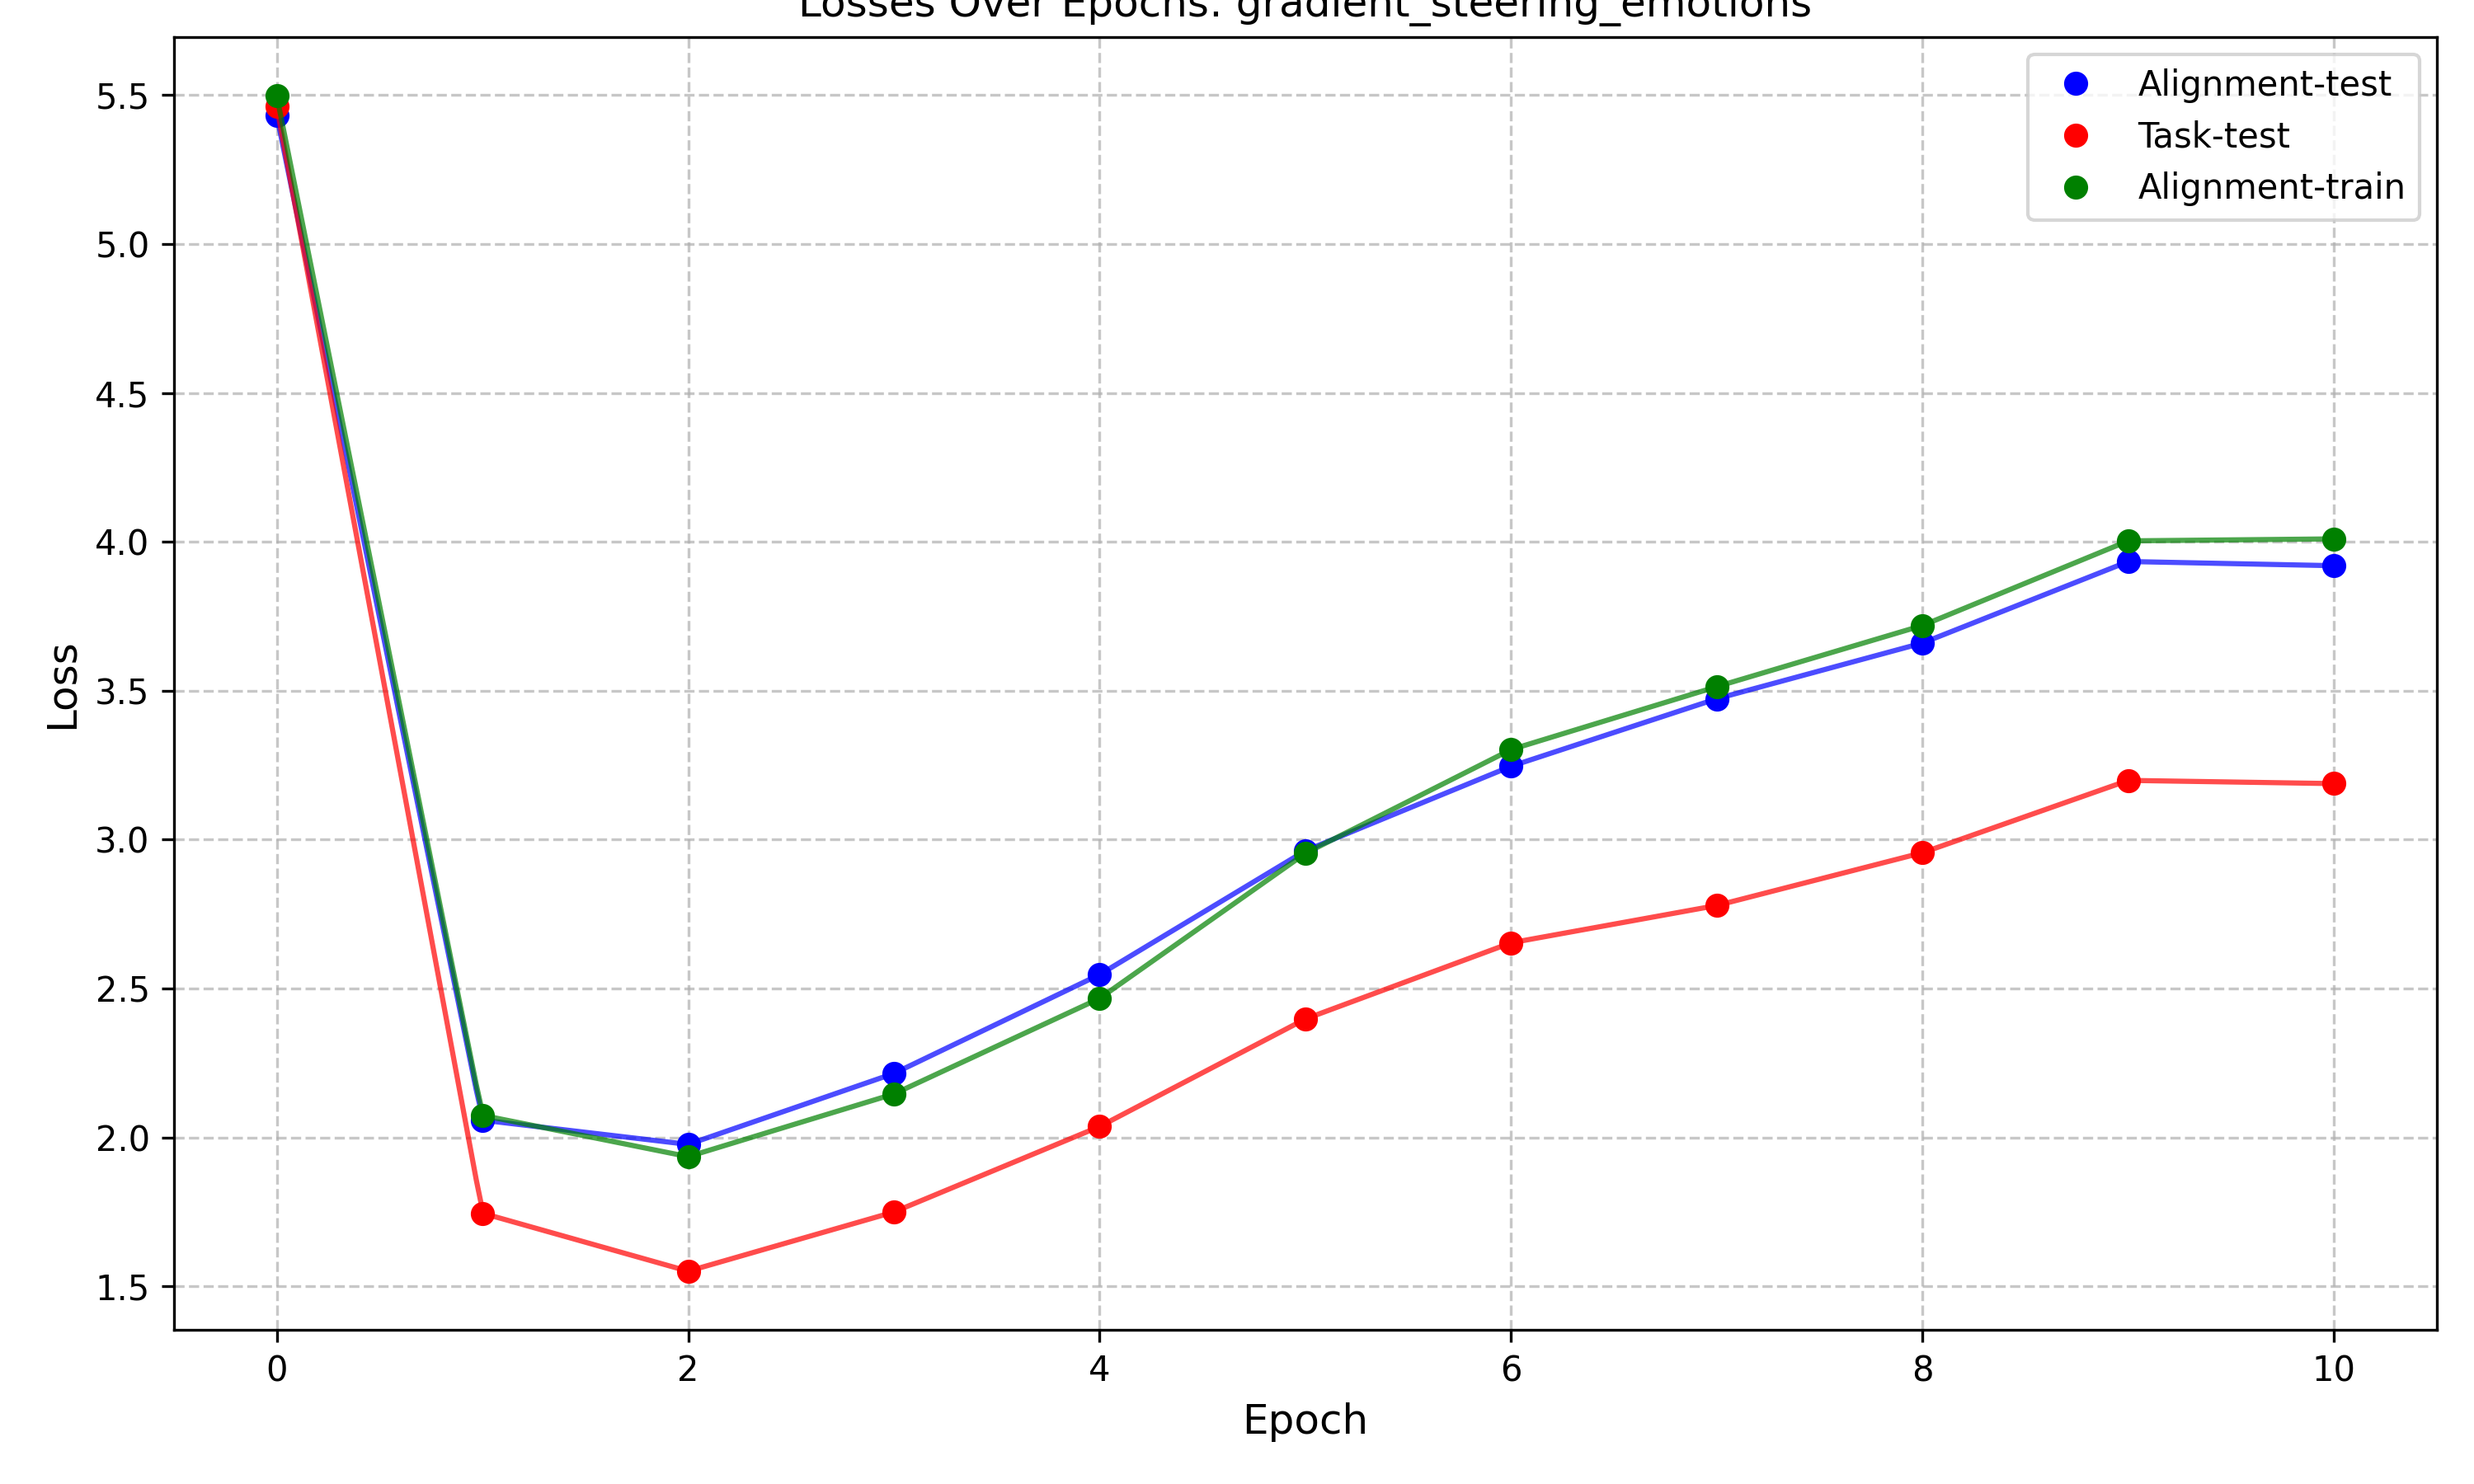 Losses Over Epochs: gradient_steering_emotions
Alignment-test
Task-test
Alignment-train
5.5
5.0
4.5
4.0
3.5
3.0
2.5
2.0
1.5
Loss
0 2 4 6 8 10
Epoch